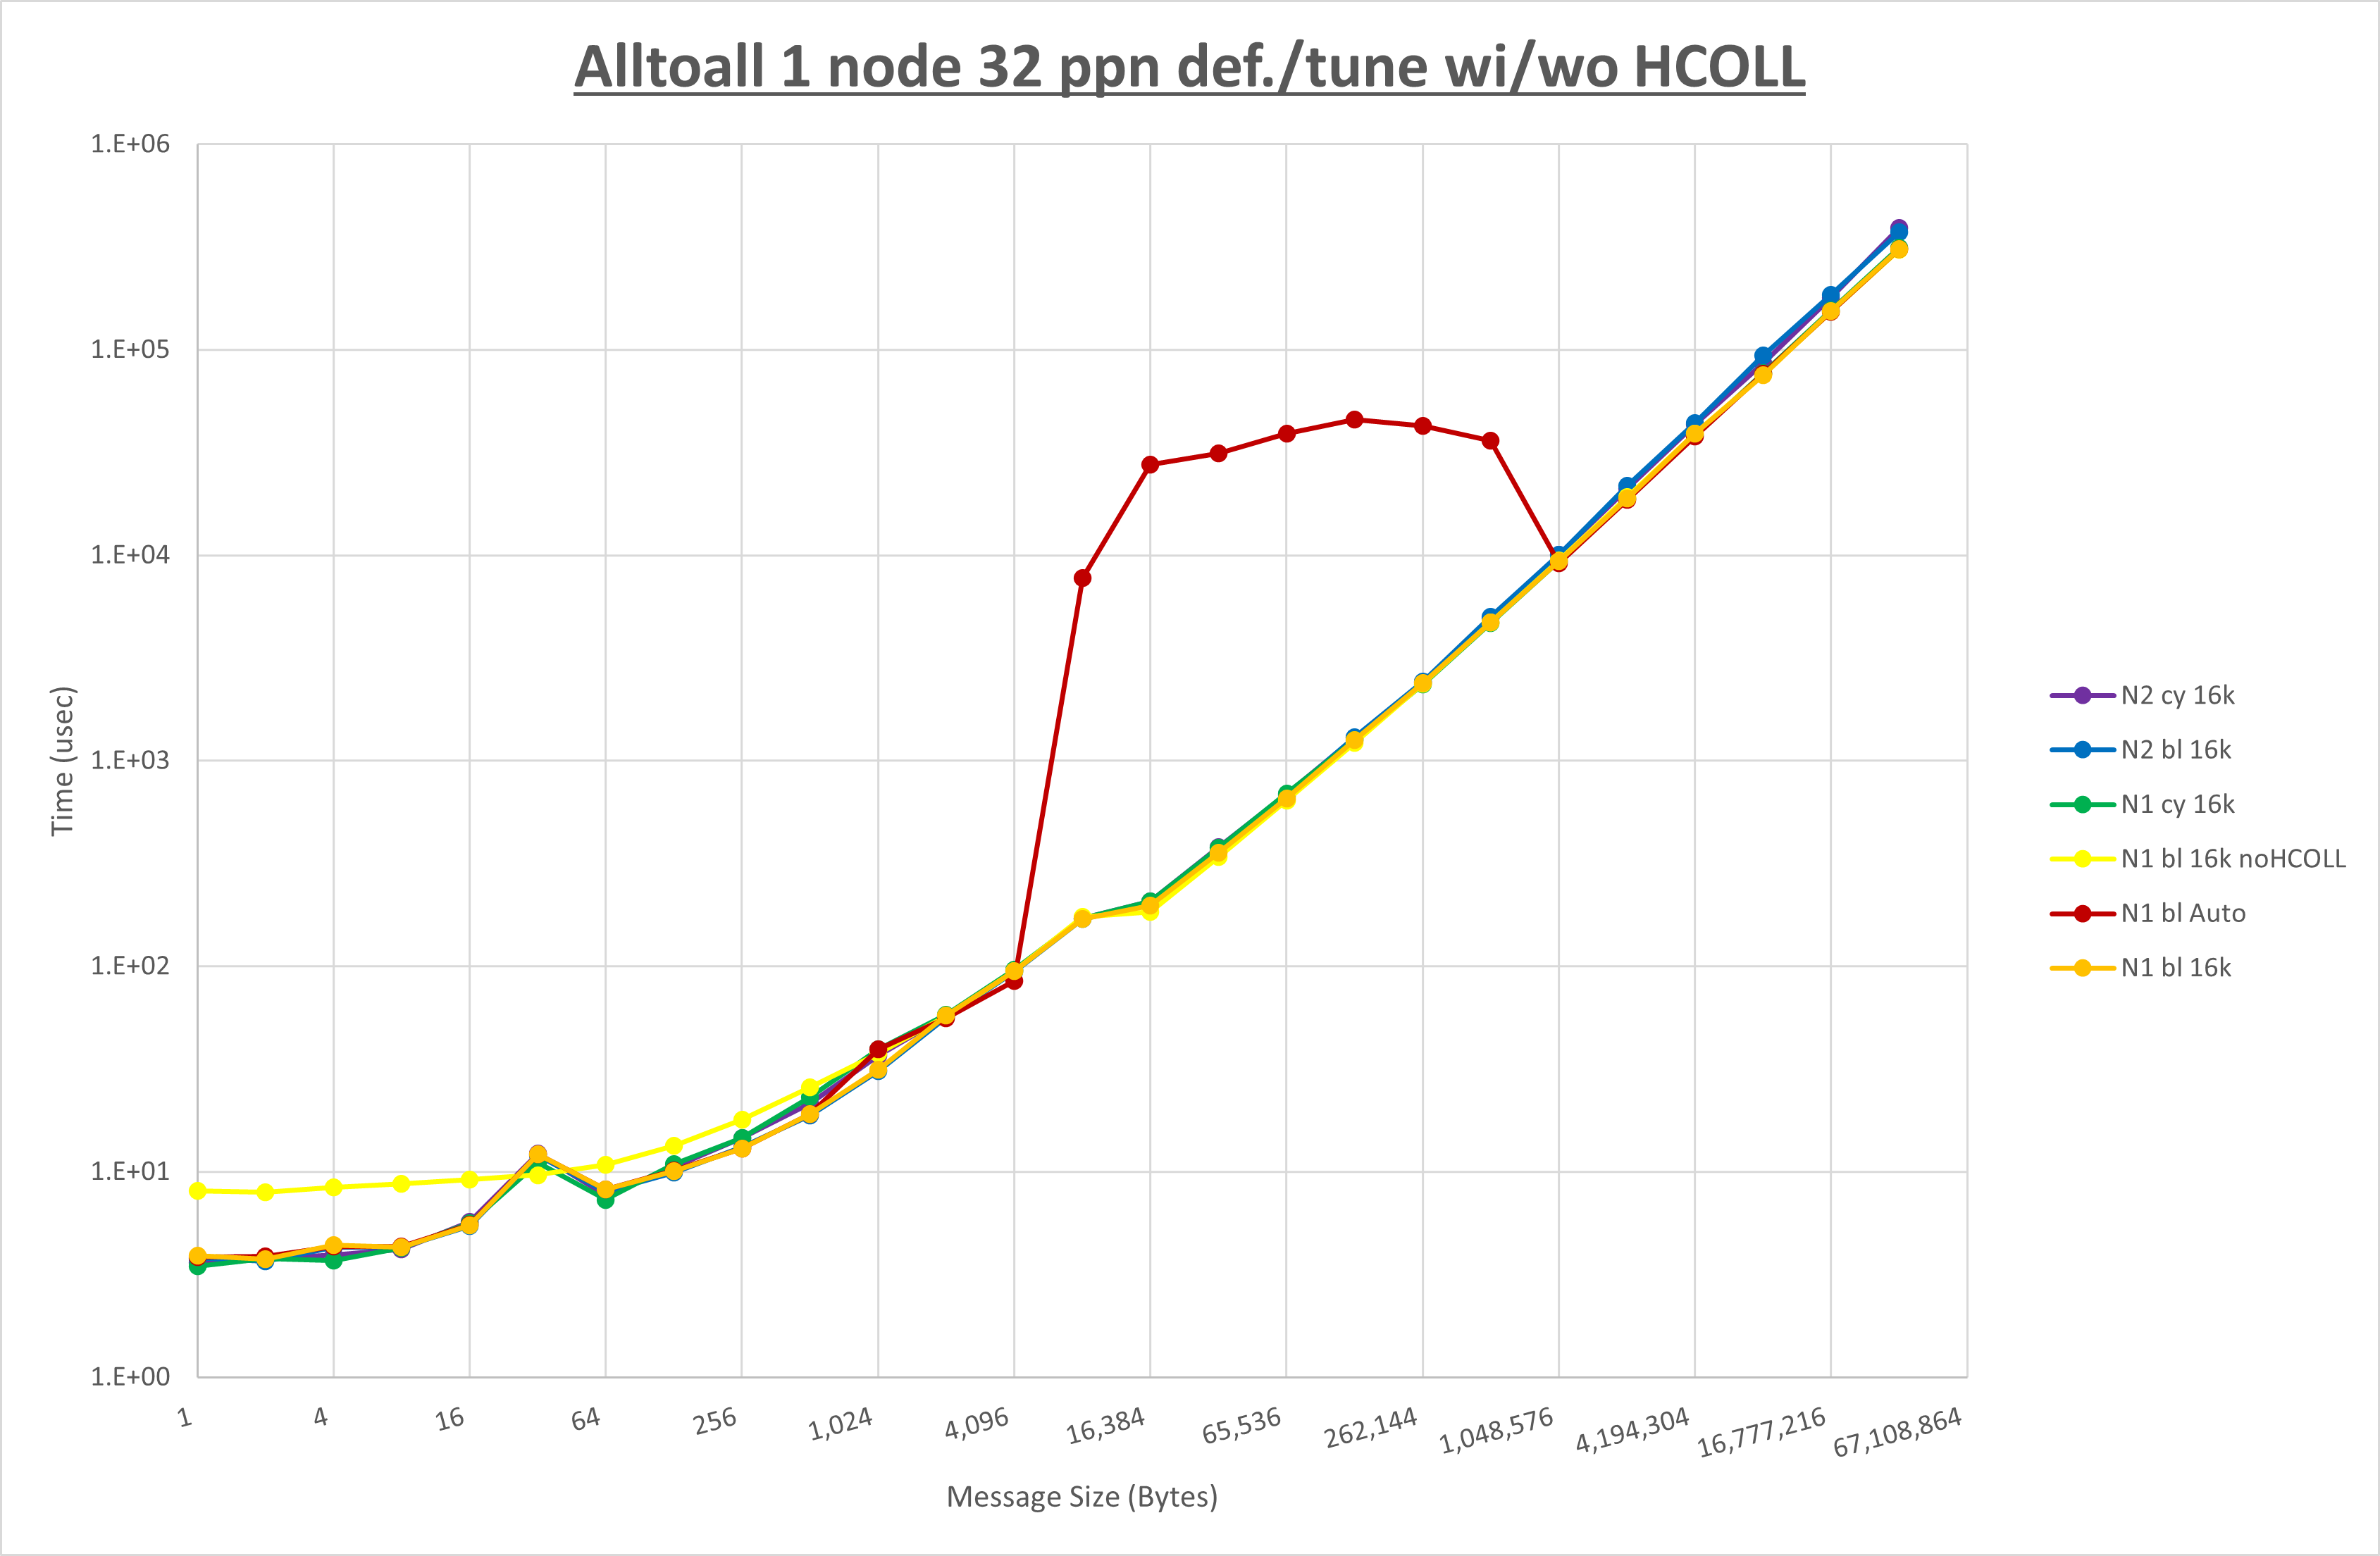 Alltoall 1 node 32 ppn def./tune wi/wo HCOLL
1.E+06
1.E+05
1.E+04
1.E+03
1.E+02
1.E+01
1.E+00
Time (usec)
1
4
16
64
256
1,024
4,096
16,384
65,536
262,144
1,048,576
4,194,304
16,777,216
67,108,864
Message Size (Bytes)
N2 cy 16k
N2 bl 16k
N1 cy 16k
N1 bl 16k noHCOLL
N1 bl Auto
N1 bl 16k